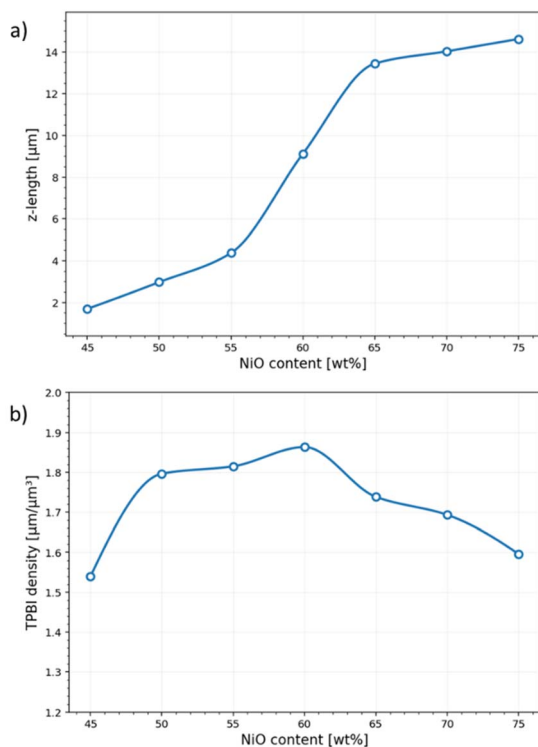 a)
z-length [µm]
14
12
10
8
6
4
2
45 50 55 60 65 70 75
NiO content [wt%]
b)
TPBI density [µm/µm³]
2.0
1.9
1.8
1.7
1.6
1.5
1.4
1.3
1.2
45 50 55 60 65 70 75
NiO content [wt%]